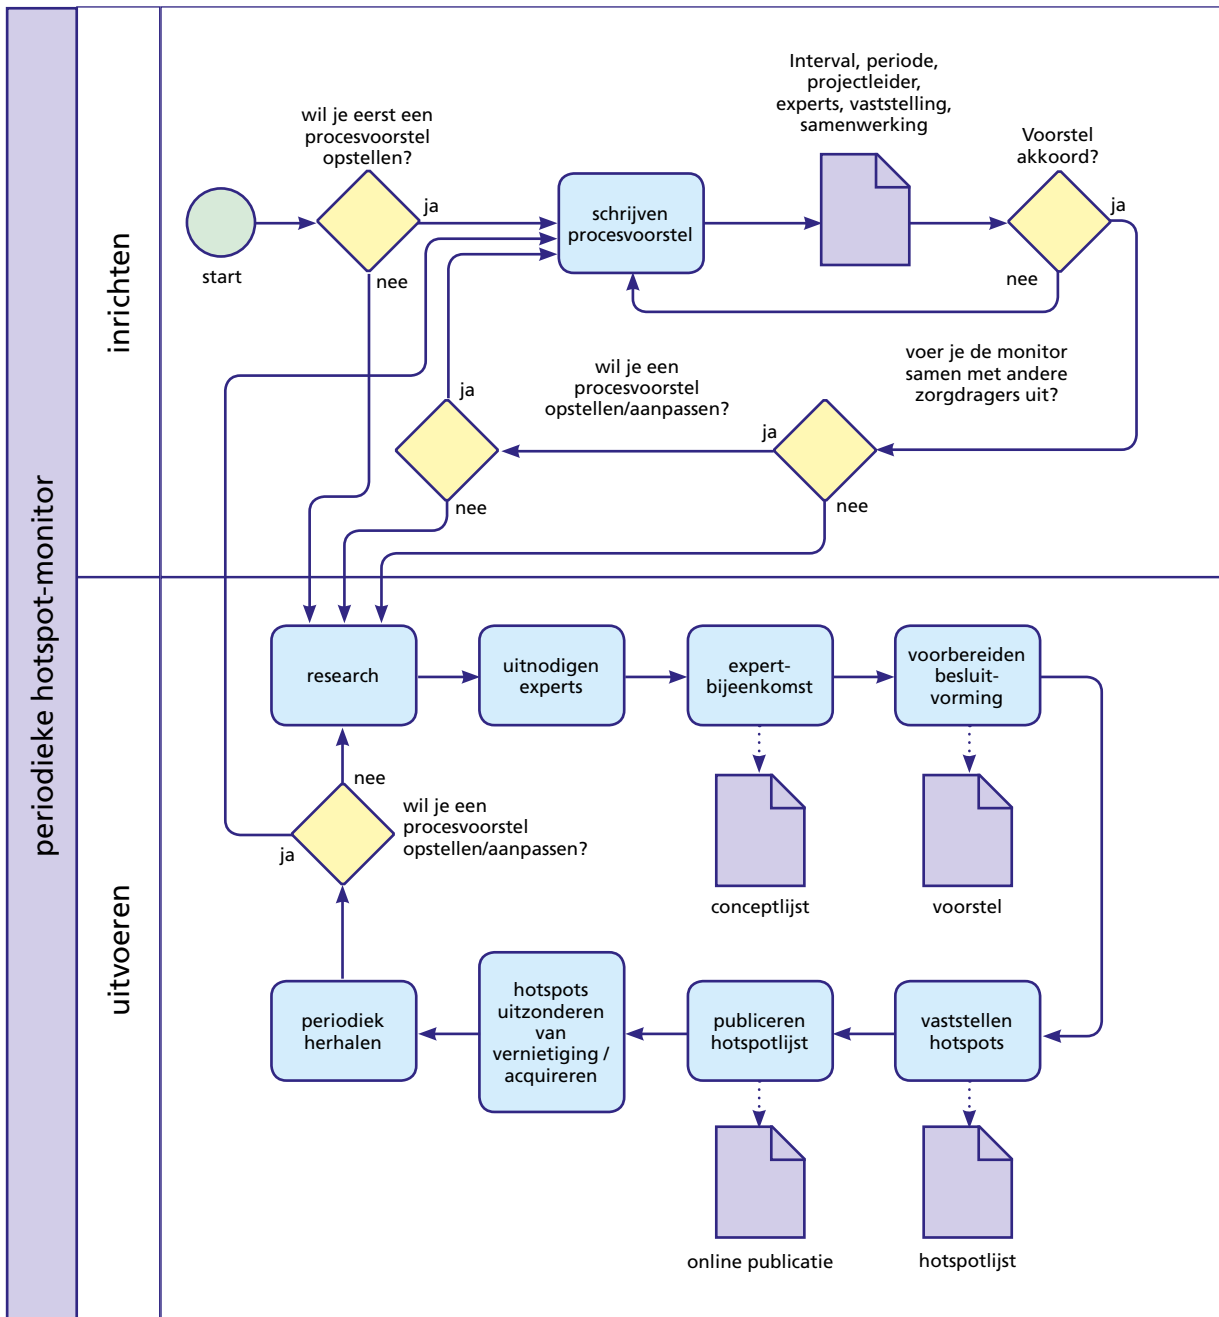 periodieke hotspot-monitor
inrichten
wil je eerst een
procesvoorstel
opstellen?
start
ja
nee
schrijven
procesvoorstel
Interval, periode,
projectleider,
experts, vaststelling,
samenwerking
Voorstel
akkoord?
ja
nee
voer je de monitor
samen met andere
zorgdragers uit?
ja
nee
wil je een
procesvoorstel
opstellen/aanpassen?
ja
nee
uitvoeren
research
uitnodigen
experts
expert-
bijeenkomst
voorbereiden
besluit-
vorming
conceptlijst
voorstel
nee
ja
wil je een
procesvoorstel
opstellen/aanpassen?
periodiek
herhalen
hotspots
uitzonderen
van
vernietiging /
acquireren
publiceren
hotspotlijst
vaststellen
hotspots
online publicatie
hotspotlijst